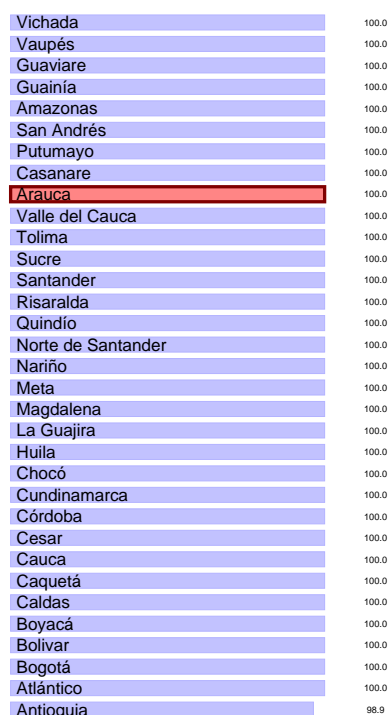 Vichada 100.0
Vaupés 100.0
Guaviare 100.0
Guainía 100.0
Amazonas 100.0
San Andrés 100.0
Putumayo 100.0
Casanare 100.0
Arauca 100.0
Valle del Cauca 100.0
Tolima 100.0
Sucre 100.0
Santander 100.0
Risaralda 100.0
Quindío 100.0
Norte de Santander 100.0
Nariño 100.0
Meta 100.0
Magdalena 100.0
La Guajira 100.0
Huila 100.0
Chocó 100.0
Cundinamarca 100.0
Córdoba 100.0
Cesar 100.0
Cauca 100.0
Caquetá 100.0
Caldas 100.0
Boyacá 100.0
Bolivar 100.0
Bogotá 100.0
Atlántico 100.0
Antioquia 98.9